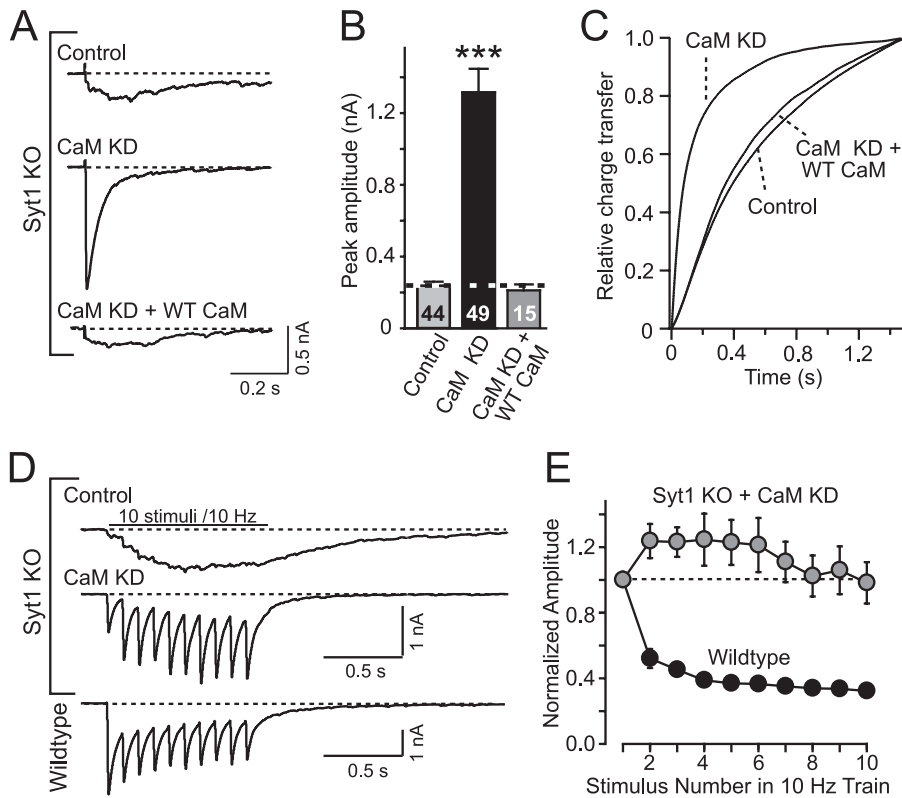 A
Syt1 KO
Control
CaM KD
CaM KD + WT CaM
0.5 nA
0.2 s
B
***
Peak amplitude (nA)
1.2
0.8
0.4
0
44
49
15
Control
CaM KD
CaM KD +
WT CaM
C
Relative charge transfer
1.0
0.8
0.6
0.4
0.2
0
CaM KD
CaM KD +
WT CaM
Control
0
0.4
0.8
1.2
Time (s)
D
Syt1 KO
Control
10 stimuli /10 Hz
CaM KD
1 nA
0.5 s
Wildtype
1 nA
0.5 s
E
Syt1 KO + CaM KD
Normalized Amplitude
1.2
0.8
0.4
0.0
Wildtype
2
4
6
8
10
Stimulus Number in 10 Hz Train